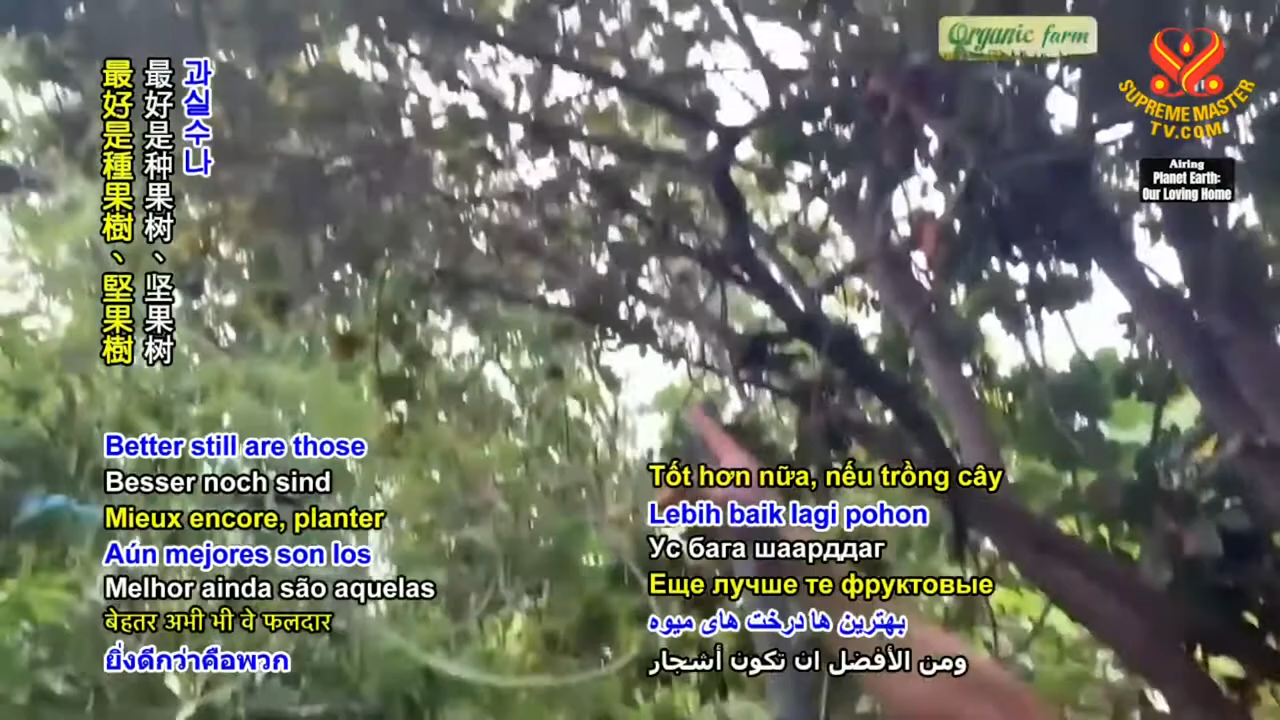 Organic farm
SUPREME MASTER
TV.COM
Airing
Planet Earth:
Our Loving Home
과실수나
最好是种果树、坚果树
最好是種果樹、堅果樹
Better still are those
Besser noch sind
Mieux encore, planter
Aún mejores son los
Melhor ainda são aquelas
बेहतर अभी भी वे फलदार
ยิ่งดีกว่าคือพวก
Tốt hơn nữa, nếu trồng cây
Lebih baik lagi pohon
Ус бага шаарддаг
Еще лучше те фруктовые
بهترین ها درخت های میوه
ومن الأفضل ان تكون أشجار